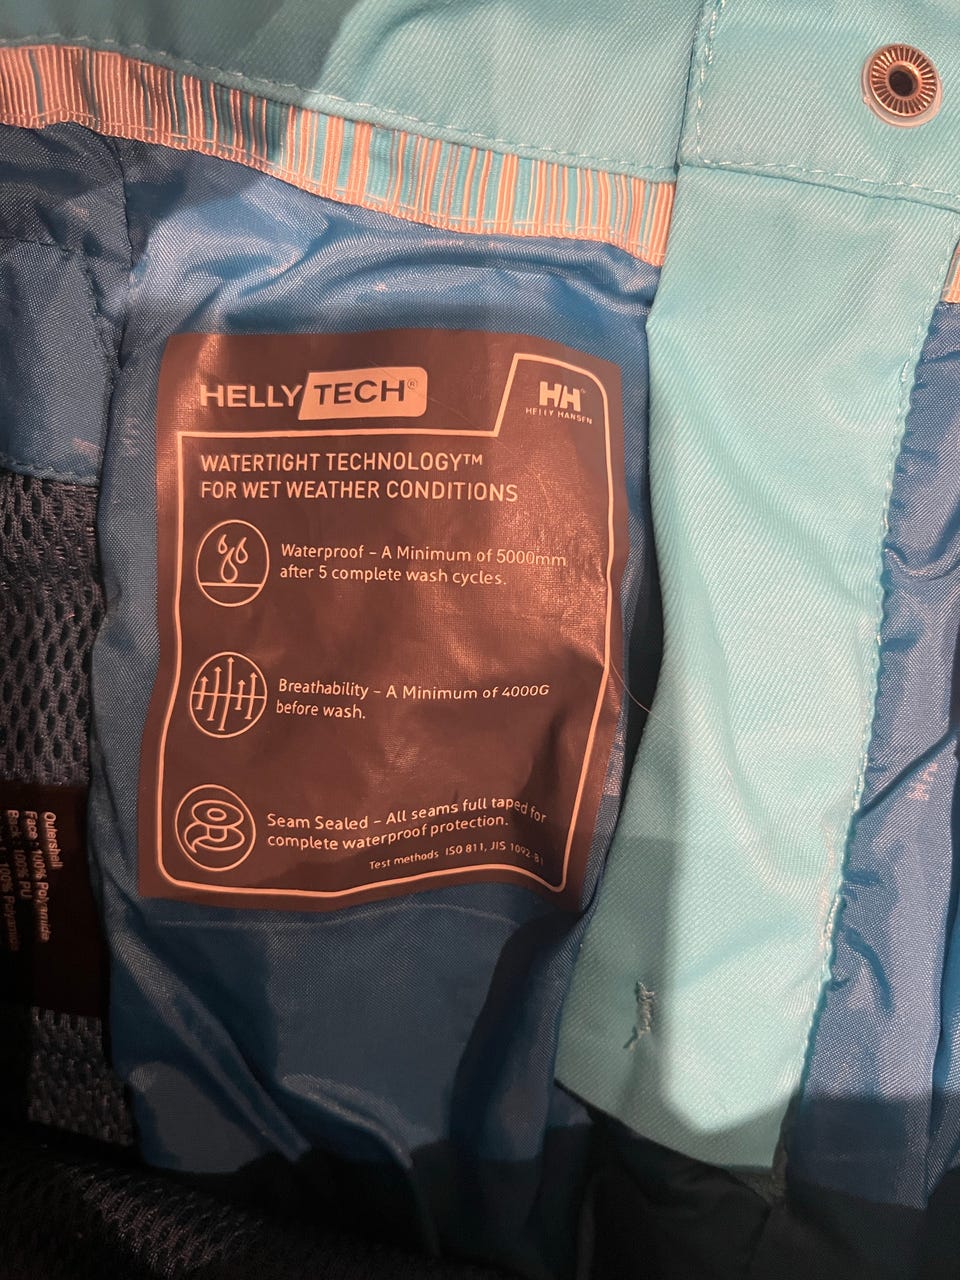 HELLY TECH®
HH®
HELLY HANSEN
WATERTIGHT TECHNOLOGY™
FOR WET WEATHER CONDITIONS
Waterproof – A Minimum of 5000mm
after 5 complete wash cycles.
Breathability – A Minimum of 4000G
before wash.
Seam Sealed – All seams full taped for
complete waterproof protection.
Test methods ISO 811, JIS 1092-B1
Outershell
Face : 100% Polyamide
Back : 100% PU
100% Polyamide